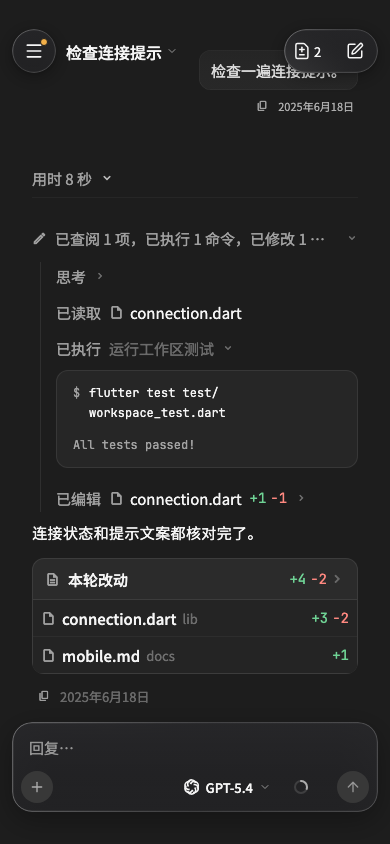 检查连接提示
2
检查一遍连接提示。
2025年6月18日
用时 8 秒
已查阅 1 项，已执行 1 命令，已修改 1 …
思考
已读取 connection.dart
已执行 运行工作区测试
$ flutter test test/
workspace_test.dart
All tests passed!
已编辑 connection.dart +1 -1
连接状态和提示文案都核对完了。
本轮改动 +4 -2
connection.dart lib +3 -2
mobile.md docs +1
2025年6月18日
回复…
GPT-5.4